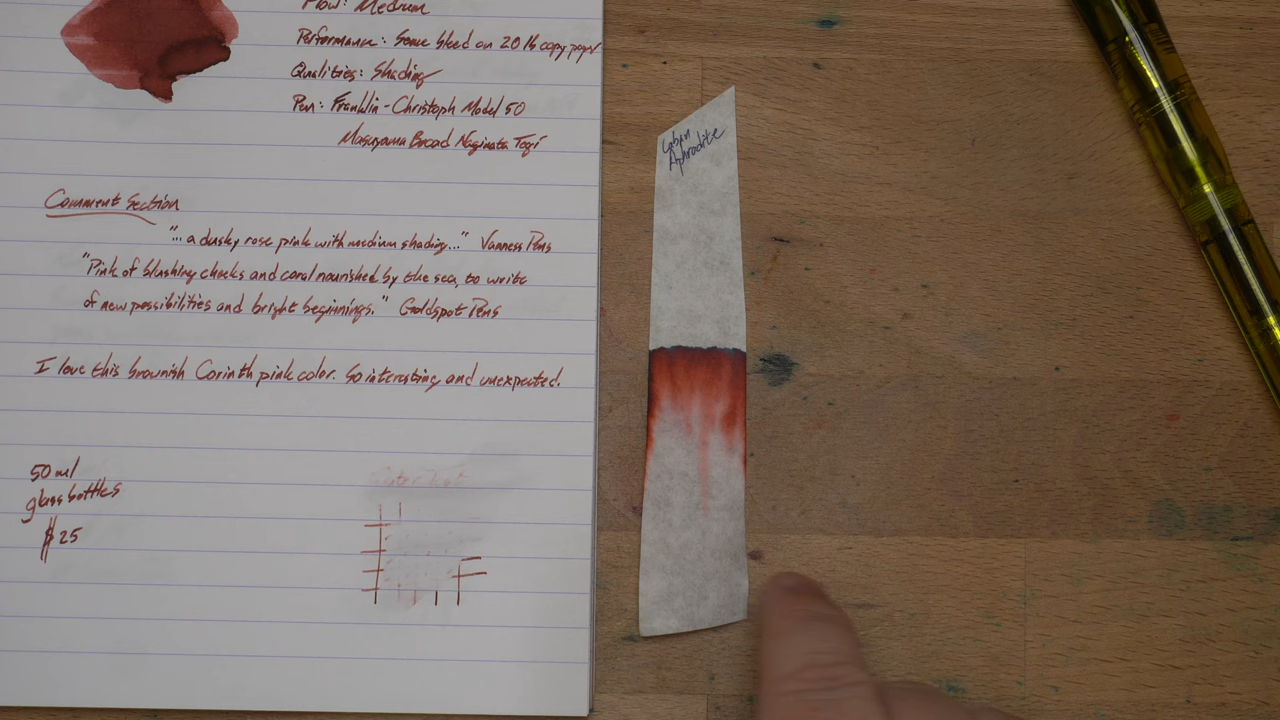 Flow: Medium
Performance: Some bleed on 20 lb copy paper
Qualities: Shading
Pen: Franklin-Christoph Model 50
Masuyama Broad Naginata Togi
Comment Section
"... a dusky rose pink with medium shading..." Vanness Pens
"Pink of blushing cheeks and coral nourished by the sea, to write
of new possibilities and bright beginnings." Goldspot Pens
I love this brownish Corinth pink color. So interesting and unexpected.
50 ml
glass bottles
$25
Aphrodite